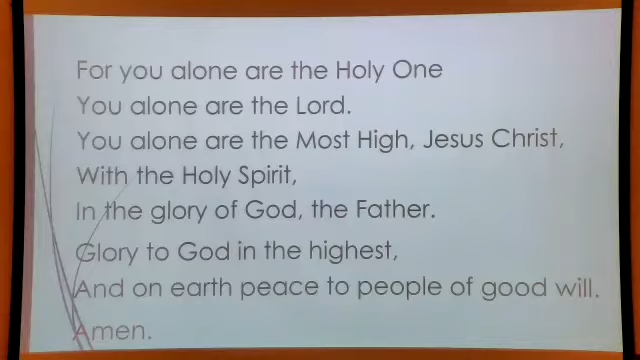 For you alone are the Holy One
You alone are the Lord.
You alone are the Most High, Jesus Christ,
With the Holy Spirit,
In the glory of God, the Father.
Glory to God in the highest,
And on earth peace to people of good will.
Amen.